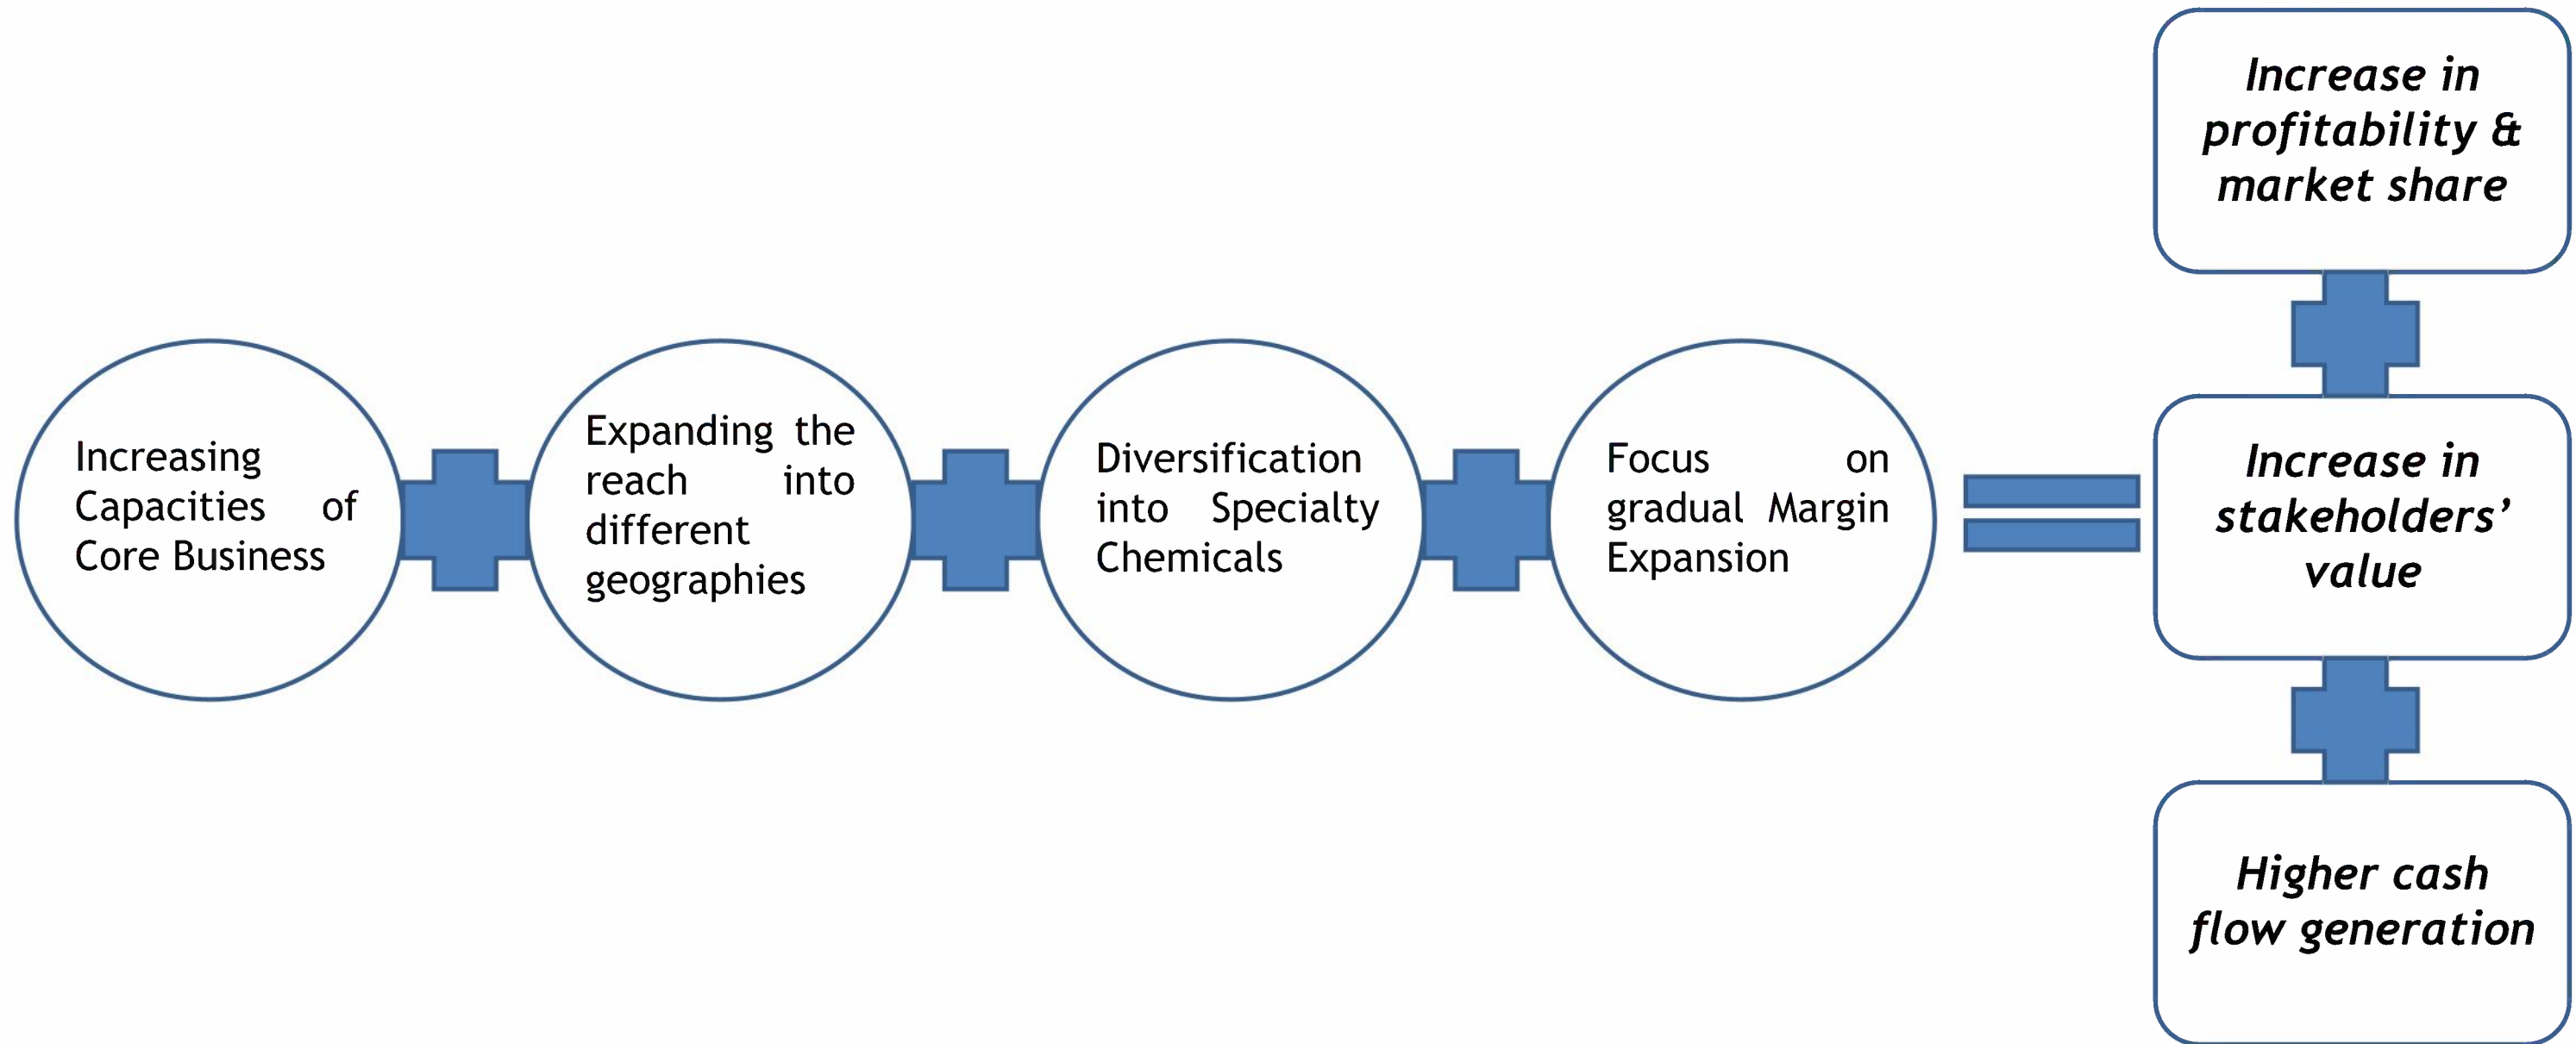 Increasing
Capacities of
Core Business
Expanding the
reach into
different
geographies
Diversification
into Specialty
Chemicals
Focus on
gradual Margin
Expansion
Increase in
profitability &
market share
Increase in
stakeholders’
value
Higher cash
flow generation